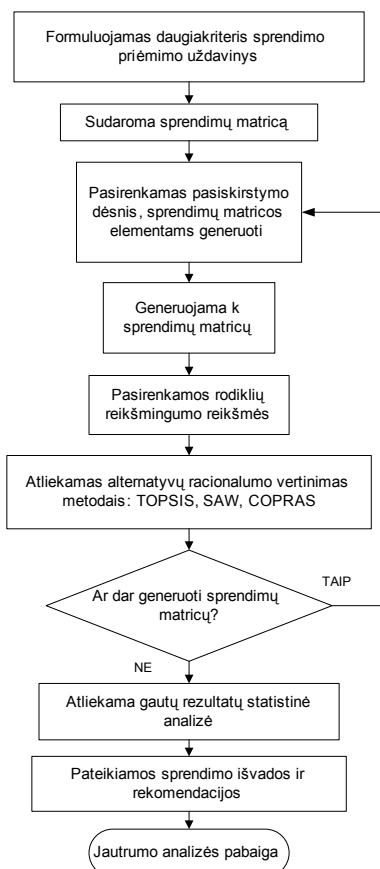 Formuluojamas daugiakriteris sprendimo
priėmimo uždavinys
Sudaroma sprendimų matricą
Pasirenkamas pasiskirstymo
dėsnis, sprendimų matricos
elementams generuoti
Generuojama k
sprendimų matricų
Pasirenkamos rodiklių
reikšmingumo reikšmės
Atliekamas alternatyvų racionalumo vertinimas
metodais: TOPSIS, SAW, COPRAS
Ar dar generuoti sprendimų
matricų?
TAIP
NE
Atliekama gautų rezultatų statistinė
analizė
Pateikiamos sprendimo išvados ir
rekomendacijos
Jautrumo analizės pabaiga